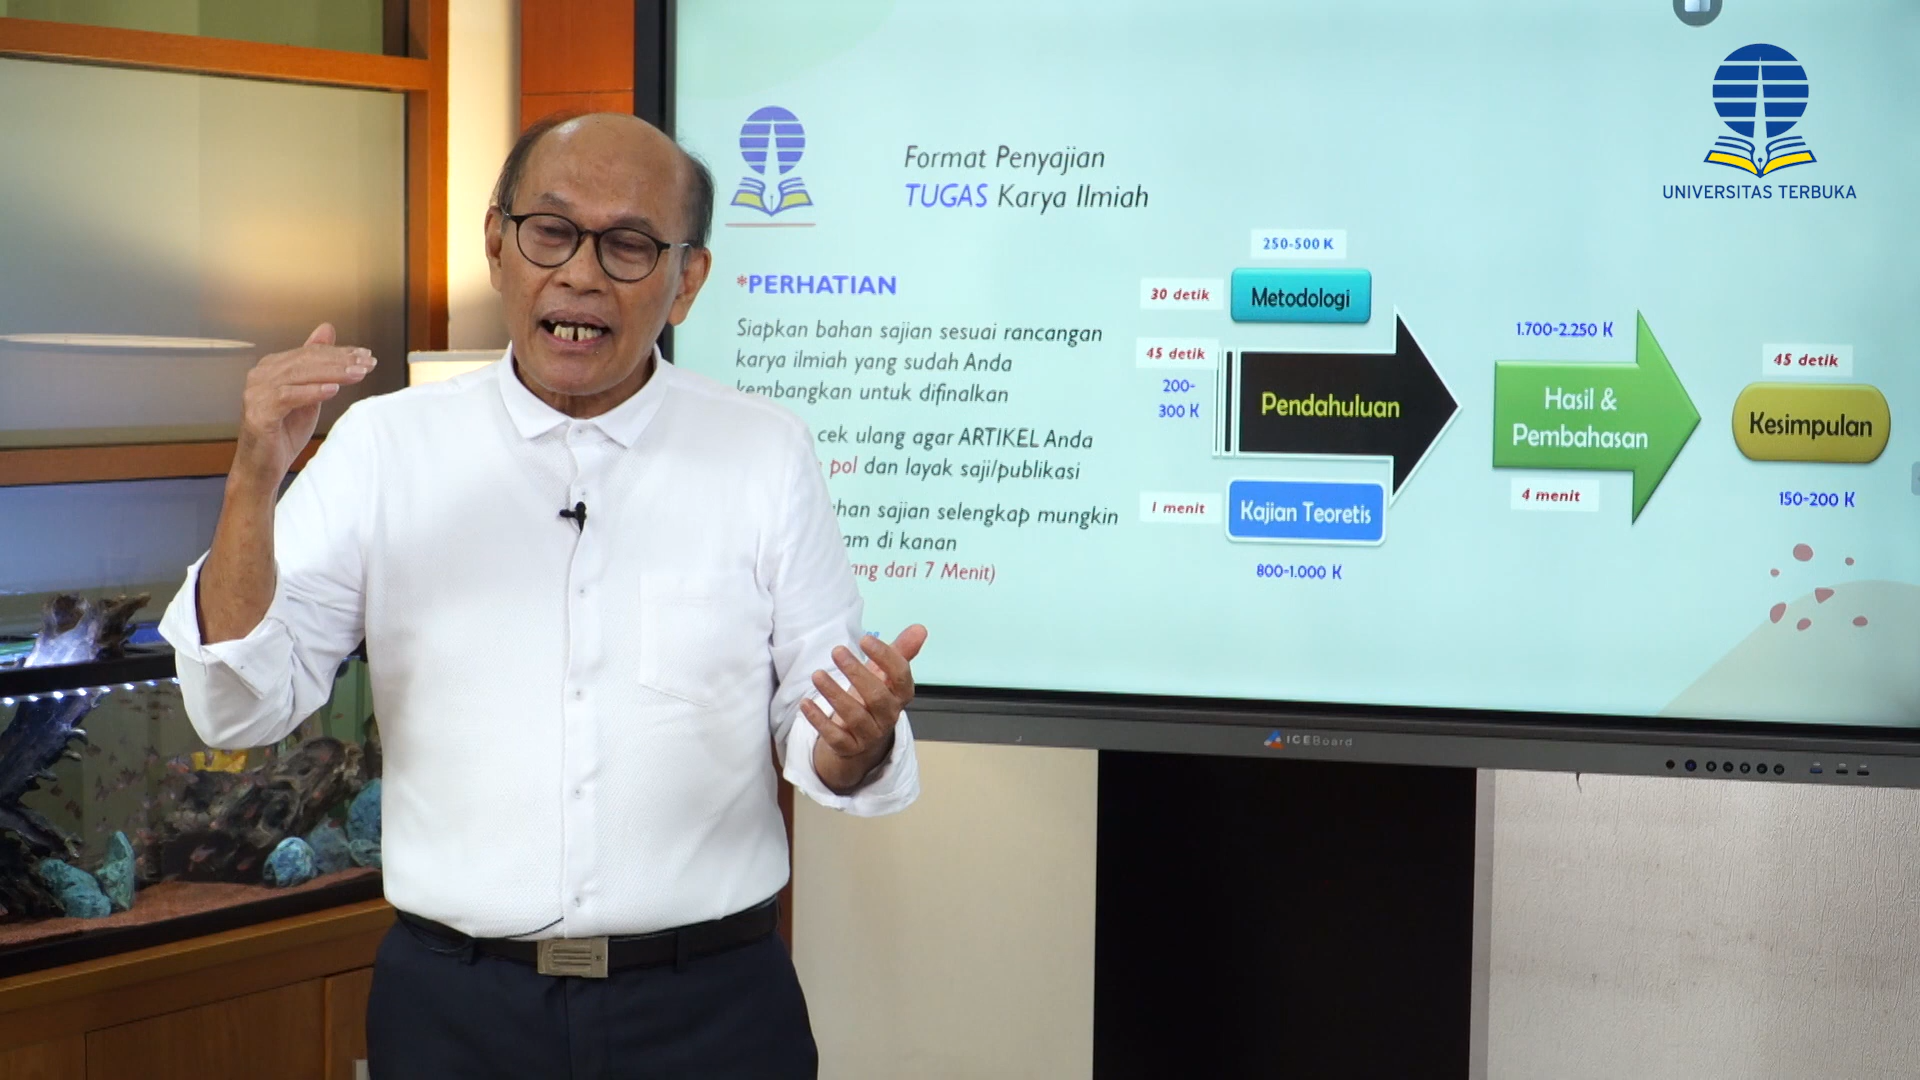 UNIVERSITAS TERBUKA
Format Penyajian
TUGAS Karya Ilmiah
*PERHATIAN
Siapkan bahan sajian sesuai rancangan
karya ilmiah yang sudah Anda
kembangkan untuk difinalkan
cek ulang agar ARTIKEL Anda
pol dan layak saji/publikasi
sajian selengkap mungkin
di kanan
dari 7 Menit)
250-500 K
30 detik
Metodologi
45 detik
200-
300 K
Pendahuluan
1 menit
Kajian Teoretis
800-1.000 K
1.700-2.250 K
Hasil &
Pembahasan
4 menit
45 detik
Kesimpulan
150-200 K
ICEBoard